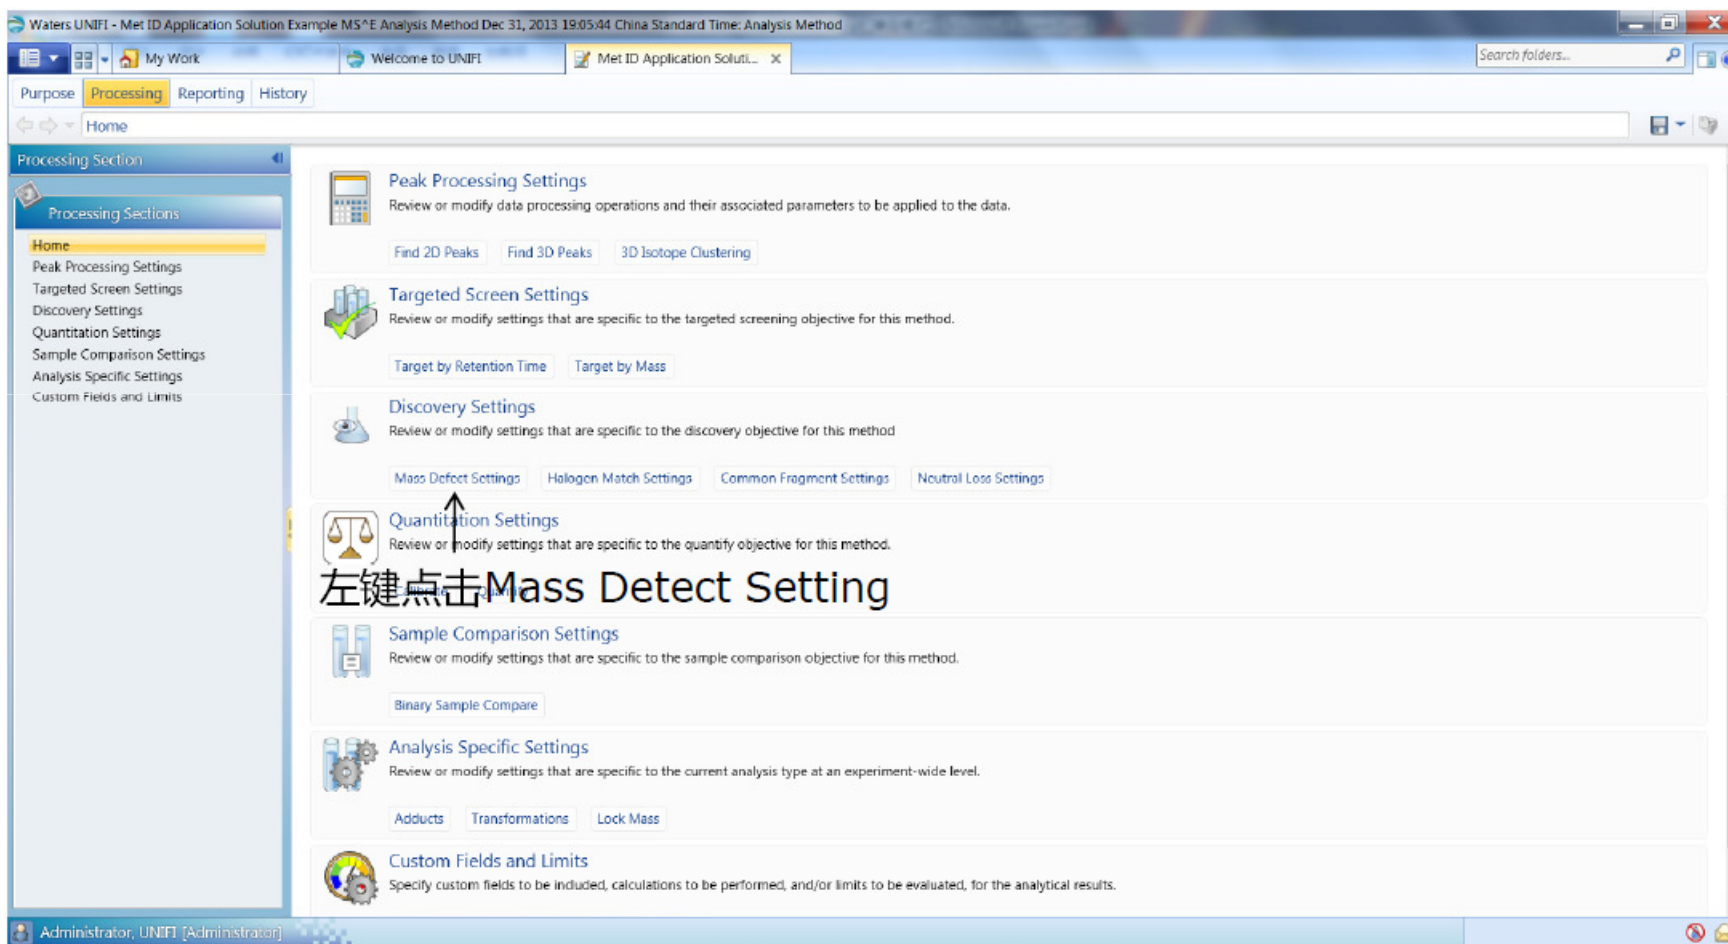 Waters UNIFI - Met ID Application Solution Example MS^E Analysis Method Dec 31, 2013 19:05:44 China Standard Time: Analysis Method
My Work
Welcome to UNIFI
Met ID Application Soluti...
Search folders...
Purpose Processing Reporting History
Home
Processing Section
Processing Sections
Home
Peak Processing Settings
Targeted Screen Settings
Discovery Settings
Quantitation Settings
Sample Comparison Settings
Analysis Specific Settings
Custom Fields and Limits
Peak Processing Settings
Review or modify data processing operations and their associated parameters to be applied to the data.
Find 2D Peaks Find 3D Peaks 3D Isotope Clustering
Targeted Screen Settings
Review or modify settings that are specific to the targeted screening objective for this method.
Target by Retention Time Target by Mass
Discovery Settings
Review or modify settings that are specific to the discovery objective for this method
Mass Defect Settings Halogen Match Settings Common Fragment Settings Neutral Loss Settings
Quantitation Settings
Review or modify settings that are specific to the quantify objective for this method.
左键点击Mass Detect Setting
Calibrate Quantify
Sample Comparison Settings
Review or modify settings that are specific to the sample comparison objective for this method.
Binary Sample Compare
Analysis Specific Settings
Review or modify settings that are specific to the current analysis type at an experiment-wide level.
Adducts Transformations Lock Mass
Custom Fields and Limits
Specify custom fields to be included, calculations to be performed, and/or limits to be evaluated, for the analytical results.
Administrator, UNIFI [Administrator]